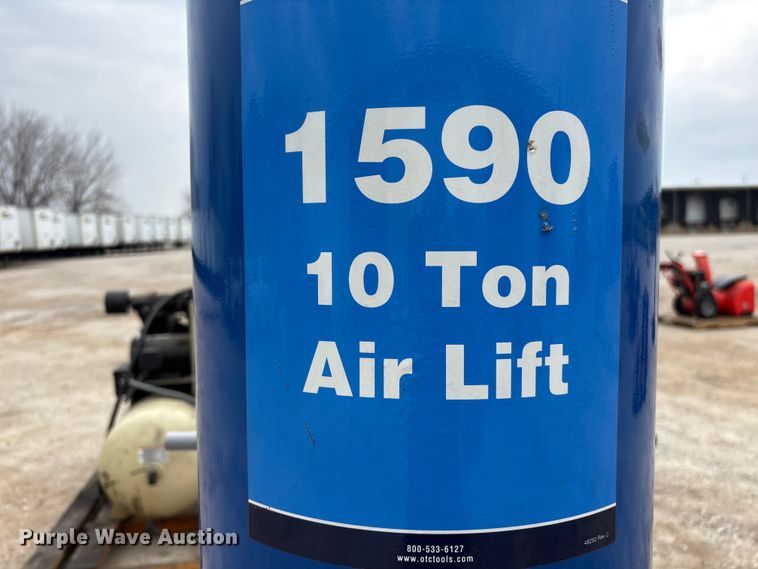 1590
10 Ton
Air Lift
800-533-6127
www.otctools.com
48250 Rev. C
Purple Wave Auction